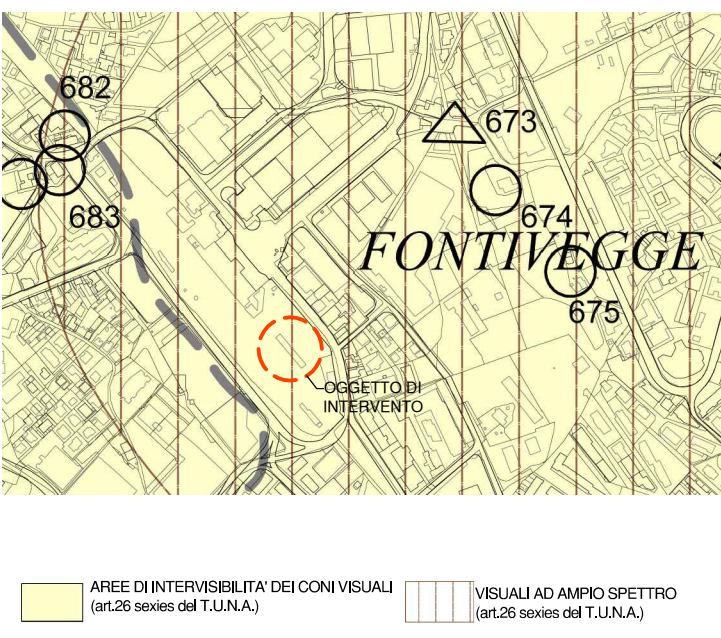 682
673
683
674
FONTIVEGGE
675
OGGETTO DI
INTERVENTO
AREE DI INTERVISIBILITA' DEI CONI VISUALI
(art.26 sexies del T.U.N.A.)
VISUALI AD AMPIO SPETTRO
(art.26 sexies del T.U.N.A.)